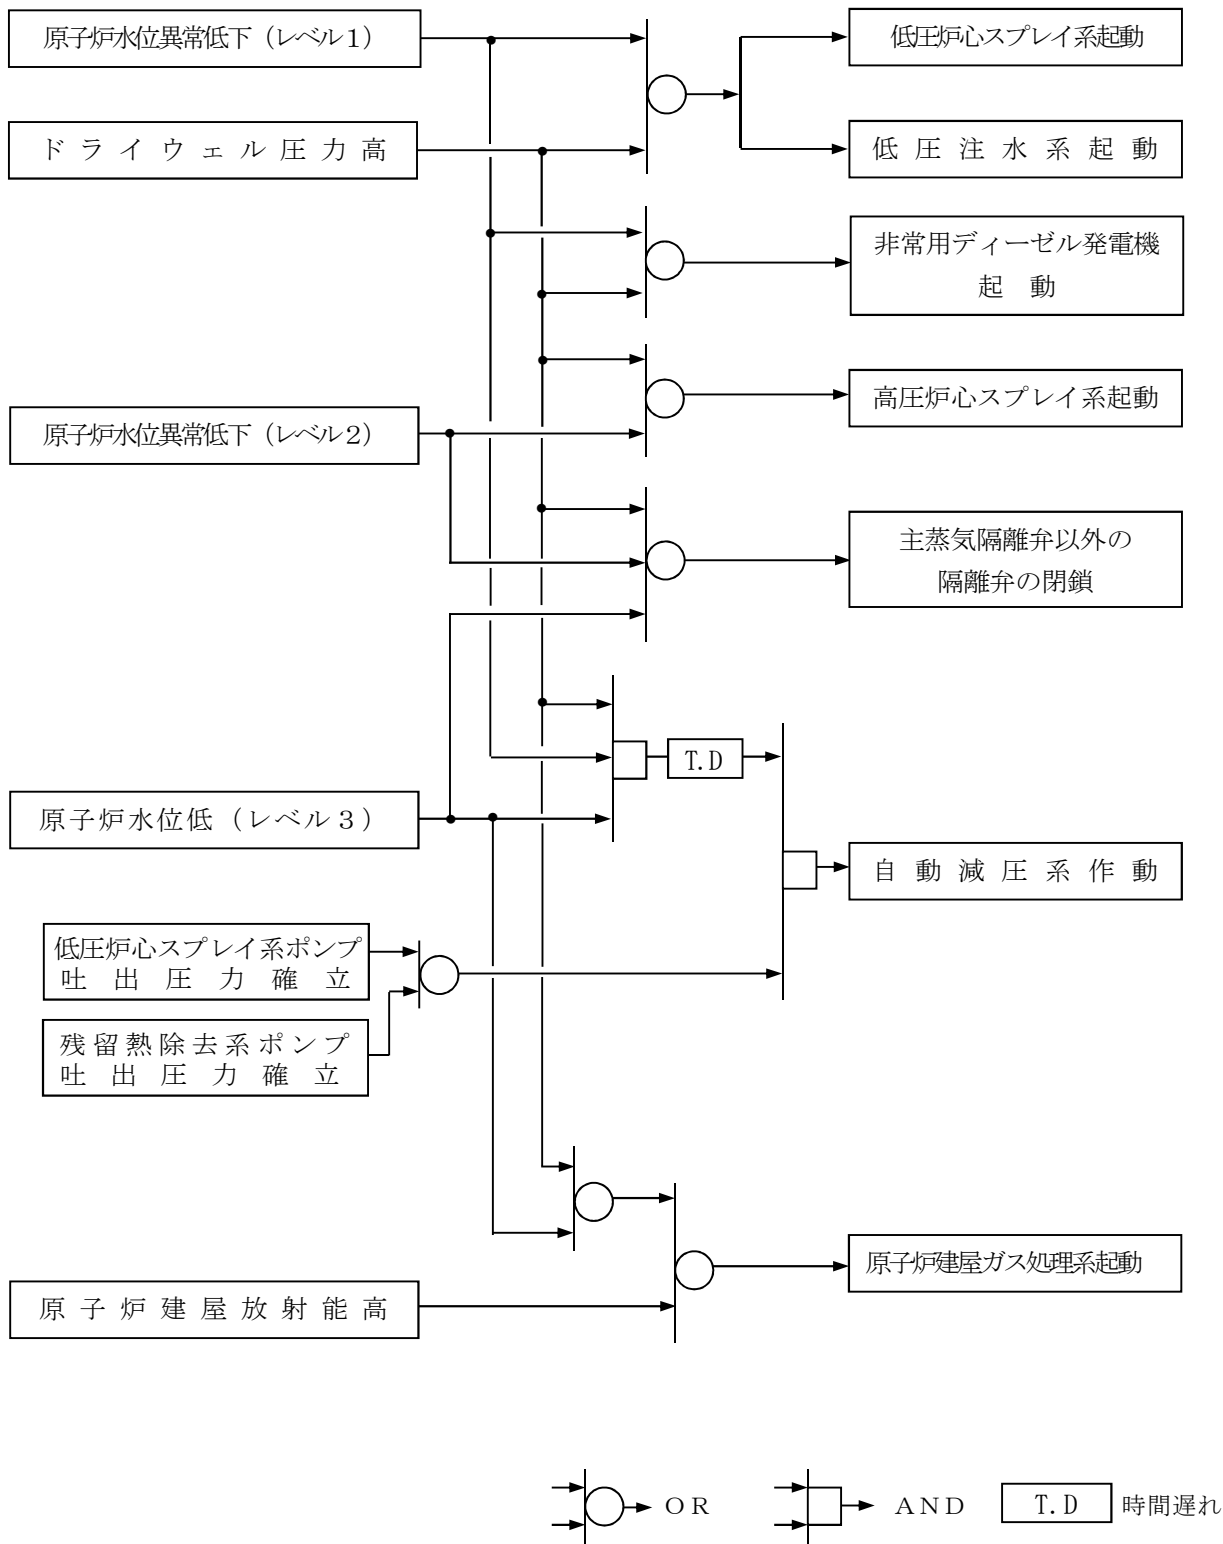 原子炉水位異常低下（レベル１）
低圧炉心スプレイ系起動
ドライウェル圧力高
低圧注水系起動
非常用ディーゼル発電機
起動
高圧炉心スプレイ系起動
原子炉水位異常低下（レベル２）
主蒸気隔離弁以外の
隔離弁の閉鎖
T.D
原子炉水位低（レベル３）
自動減圧系作動
低圧炉心スプレイ系ポンプ
吐出圧力確立
残留熱除去系ポンプ
吐出圧力確立
原子炉建屋ガス処理系起動
原子炉建屋放射能高
ＯＲ
ＡＮＤ
T.D
時間遅れ